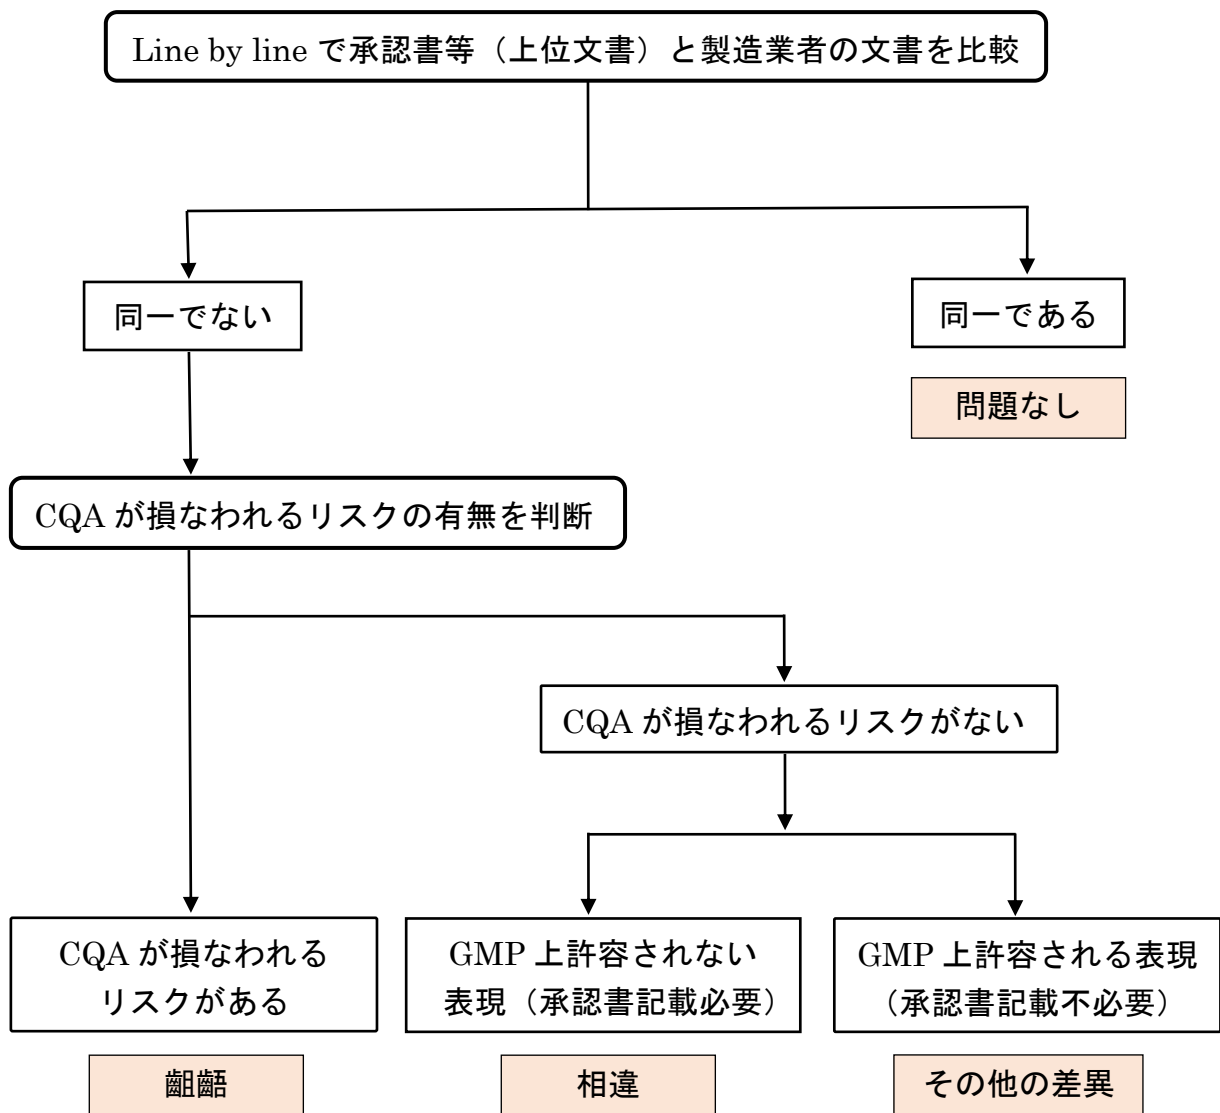 Line by line で承認書等（上位文書）と製造業者の文書を比較
同一でない
同一である
問題なし
CQA が損なわれるリスクの有無を判断
CQA が損なわれるリスクがない
CQA が損なわれる
リスクがある
GMP 上許容されない
表現（承認書記載必要）
GMP 上許容される表現
（承認書記載不必要）
齟齬
相違
その他の差異